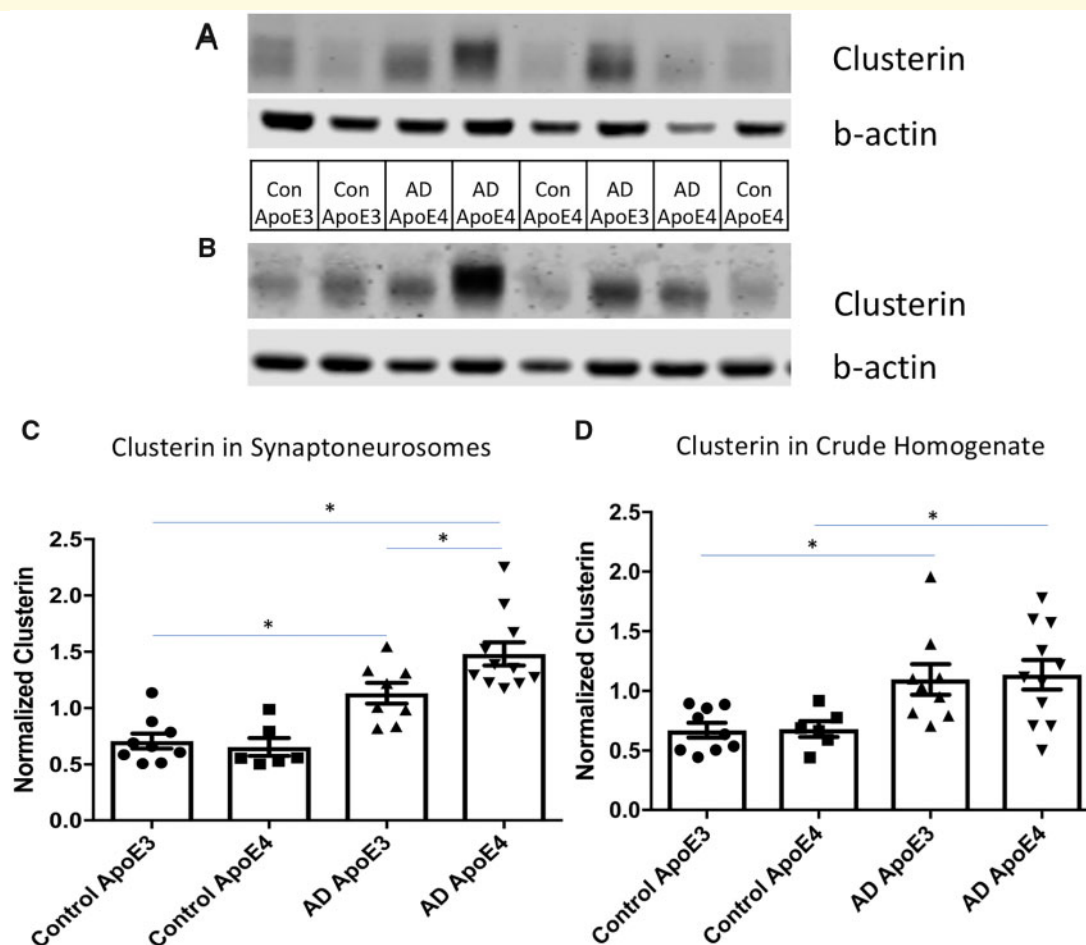 A
Clusterin
b-actin
Con ApoE3 Con ApoE3 AD ApoE4 AD ApoE4 Con ApoE4 AD ApoE3 AD ApoE4 Con ApoE4
B
Clusterin
b-actin
C
Clusterin in Synaptoneurosomes
*
*
*
Normalized Clusterin
2.5
2.0
1.5
1.0
0.5
0.0
Control ApoE3
Control ApoE4
AD ApoE3
AD ApoE4
D
Clusterin in Crude Homogenate
*
*
Normalized Clusterin
2.5
2.0
1.5
1.0
0.5
0.0
Control ApoE3
Control ApoE4
AD ApoE3
AD ApoE4